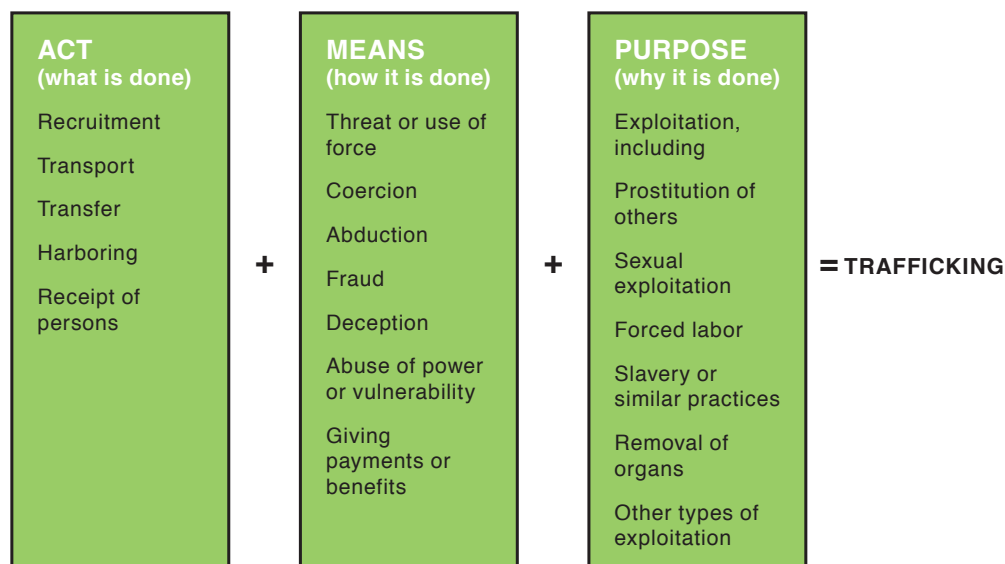 ACT
(what is done)
Recruitment
Transport
Transfer
Harboring
Receipt of
persons
+
MEANS
(how it is done)
Threat or use of
force
Coercion
Abduction
Fraud
Deception
Abuse of power
or vulnerability
Giving
payments or
benefits
+
PURPOSE
(why it is done)
Exploitation,
including
Prostitution of
others
Sexual
exploitation
Forced labor
Slavery or
similar practices
Removal of
organs
Other types of
exploitation
= TRAFFICKING